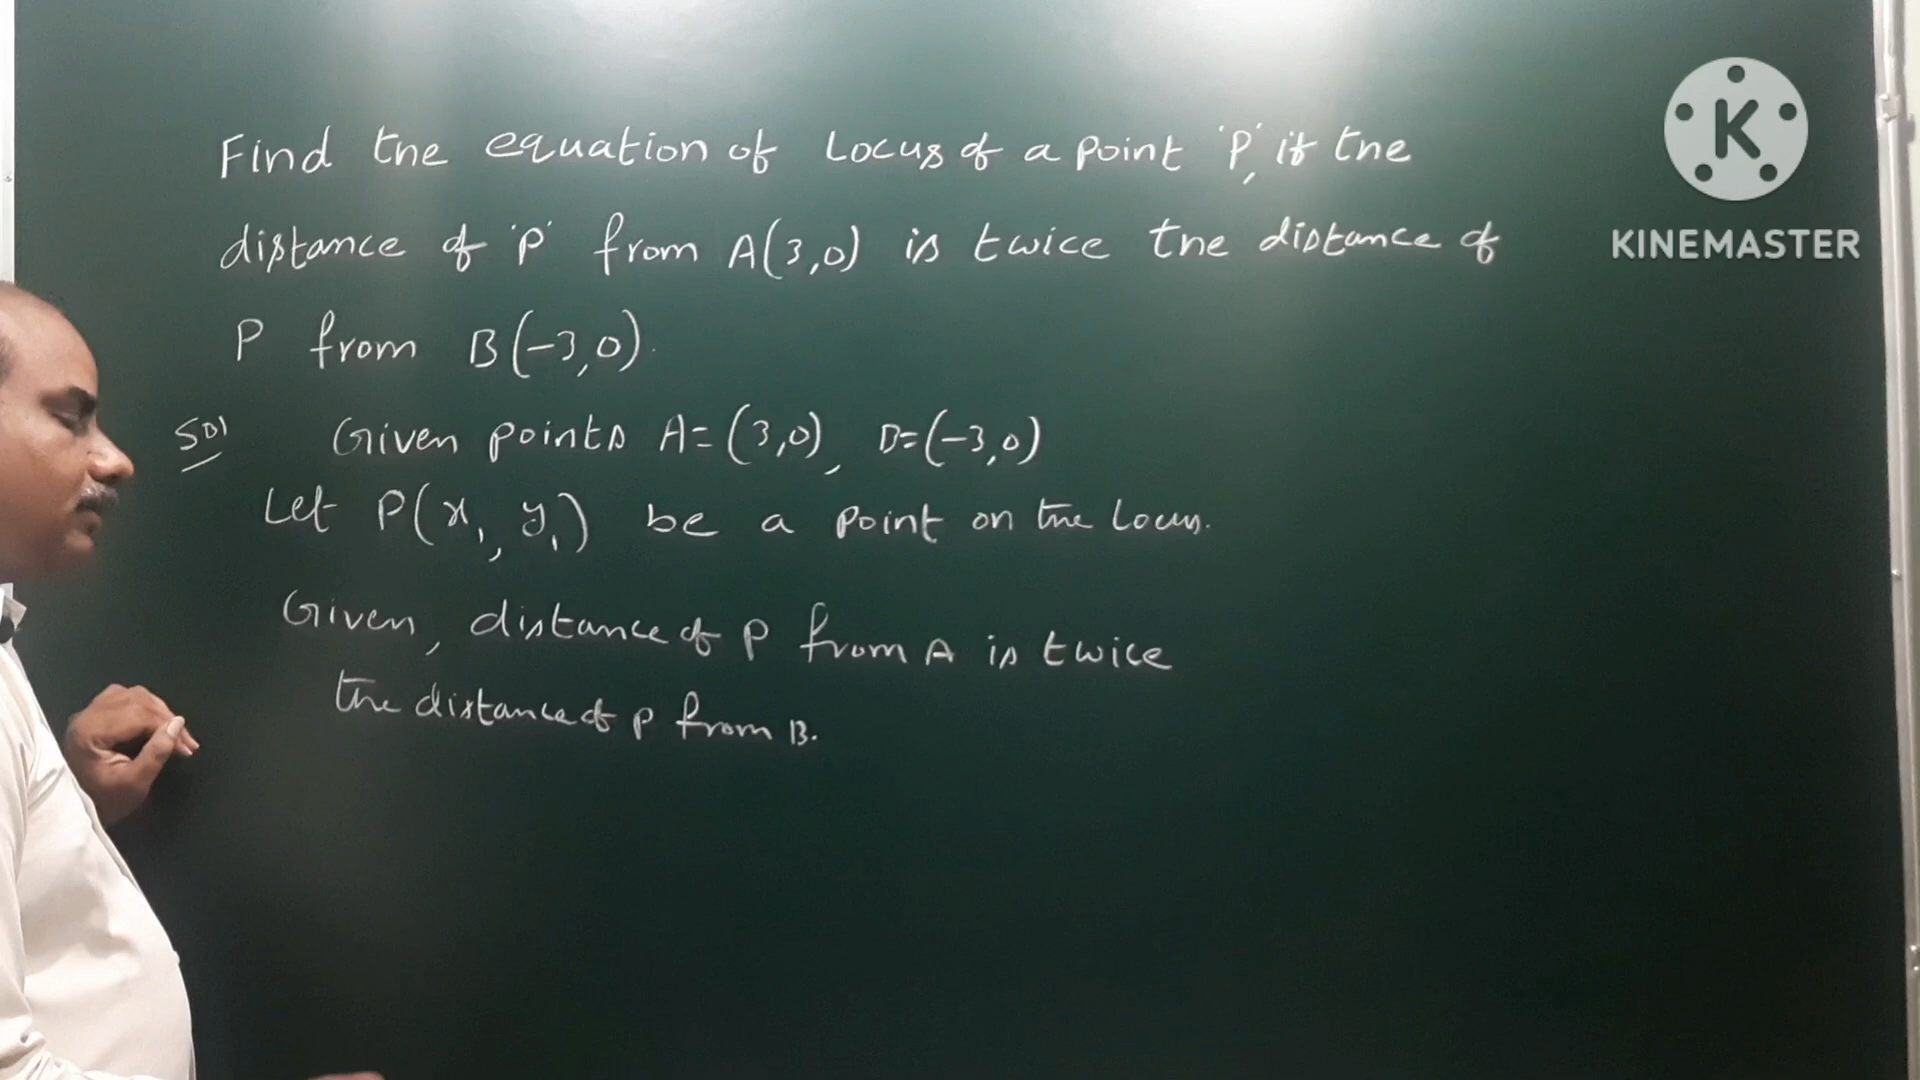 Find the equation of Locus of a point 'P', if the
distance of 'P' from A(3,0) is twice the distance of
P from B(-3,0).
Sol Given points A=(3,0), B=(-3,0)
Let P(x₁, y₁) be a point on the Locus.
Given, distance of P from A is twice
the distance of P from B.
K
KINEMASTER